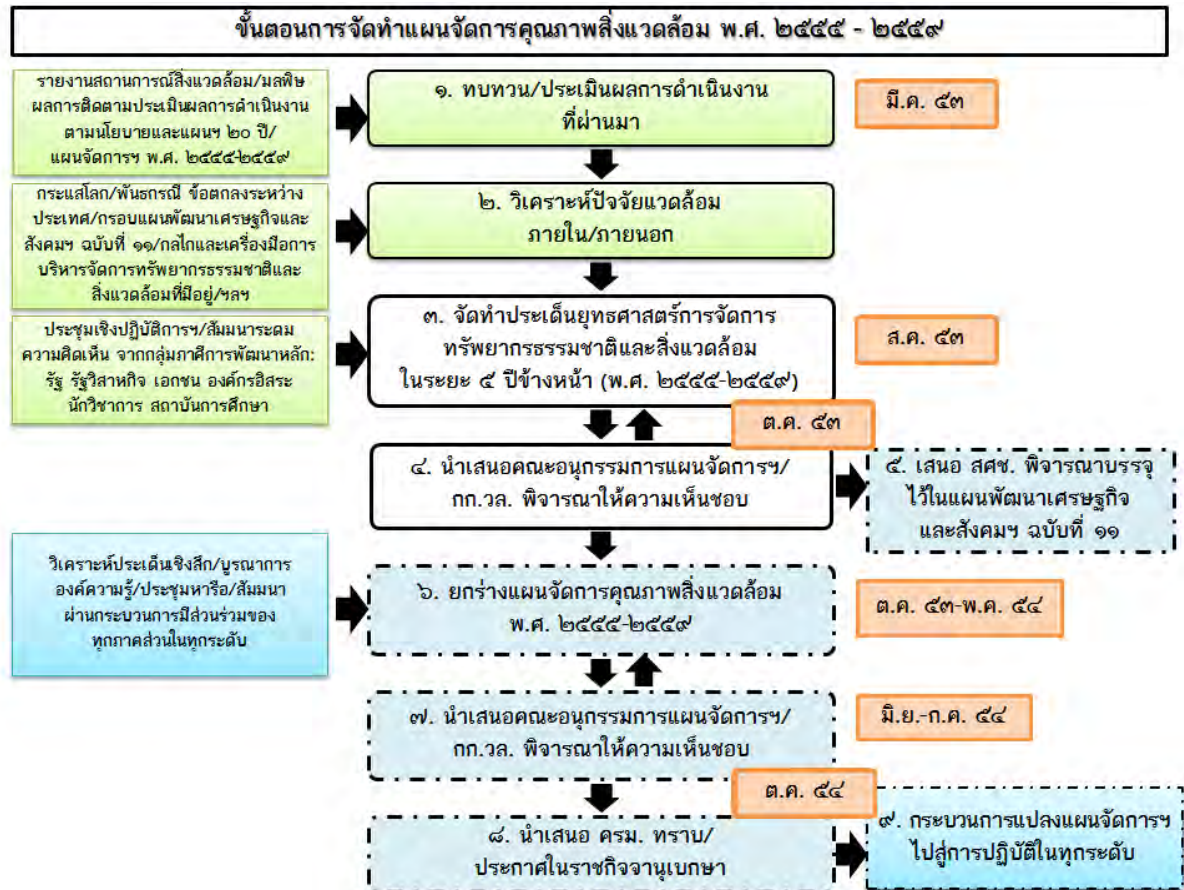 ขั้นตอนการจัดทำแผนจัดการคุณภาพสิ่งแวดล้อม พ.ศ. ๒๕๕๕ - ๒๕๕๙
รายงานสถานการณ์สิ่งแวดล้อม/มลพิษ
ผลการติดตามประเมินผลการดำเนินงาน
ตามนโยบายและแผนฯ ๒๐ ปี/
แผนจัดการฯ พ.ศ. ๒๕๕๕-๒๕๕๙
๑. ทบทวน/ประเมินผลการดำเนินงาน
ที่ผ่านมา
มี.ค. ๕๓
กระแสโลก/พันธกรณี ข้อตกลงระหว่าง
ประเทศ/กรอบแผนพัฒนาเศรษฐกิจและ
สังคมฯ ฉบับที่ ๑๑/กลไกและเครื่องมือการ
บริหารจัดการทรัพยากรธรรมชาติและ
สิ่งแวดล้อมที่มีอยู่/ฯลฯ
๒. วิเคราะห์ปัจจัยแวดล้อม
ภายใน/ภายนอก
ประชุมเชิงปฏิบัติการฯ/สัมมนาระดม
ความคิดเห็น จากกลุ่มภาคีการพัฒนาหลัก:
รัฐ รัฐวิสาหกิจ เอกชน องค์กรอิสระ
นักวิชาการ สถาบันการศึกษา
๓. จัดทำประเด็นยุทธศาสตร์การจัดการ
ทรัพยากรธรรมชาติและสิ่งแวดล้อม
ในระยะ ๕ ปีข้างหน้า (พ.ศ. ๒๕๕๕-๒๕๕๙)
ส.ค. ๕๓
ต.ค. ๕๓
๔. นำเสนอคณะอนุกรรมการแผนจัดการฯ/
กก.วล. พิจารณาให้ความเห็นชอบ
๕. เสนอ สศช. พิจารณาบรรจุ
ไว้ในแผนพัฒนาเศรษฐกิจ
และสังคมฯ ฉบับที่ ๑๑
วิเคราะห์ประเด็นเชิงลึก/บูรณาการ
องค์ความรู้/ประชุมหารือ/สัมมนา
ผ่านกระบวนการมีส่วนร่วมของ
ทุกภาคส่วนในทุกระดับ
๖. ยกร่างแผนจัดการคุณภาพสิ่งแวดล้อม
พ.ศ. ๒๕๕๕-๒๕๕๙
ต.ค. ๕๓-พ.ค. ๕๔
๗. นำเสนอคณะอนุกรรมการแผนจัดการฯ/
กก.วล. พิจารณาให้ความเห็นชอบ
มิ.ย.-ก.ค. ๕๔
ต.ค. ๕๔
๘. นำเสนอ ครม. ทราบ/
ประกาศในราชกิจจานุเบกษา
๙. กระบวนการแปลงแผนจัดการฯ
ไปสู่การปฏิบัติในทุกระดับ